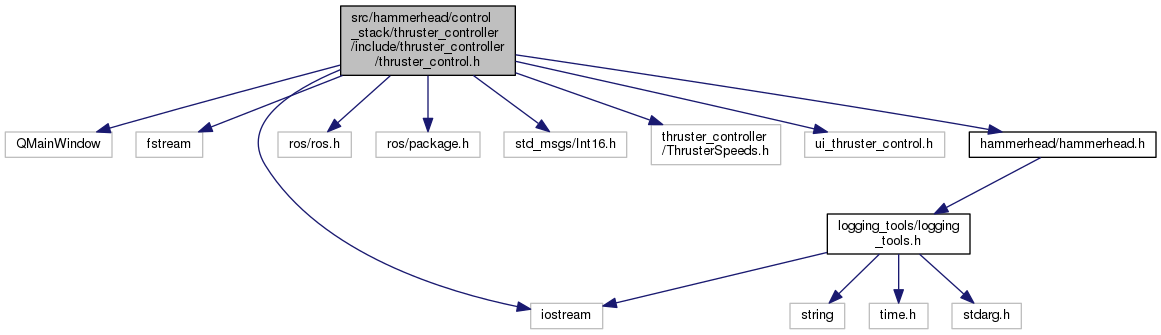 src/hammerhead/control
_stack/thruster_controller
/include/thruster_controller
/thruster_control.h
QMainWindow
fstream
ros/ros.h
ros/package.h
std_msgs/Int16.h
thruster_controller
/ThrusterSpeeds.h
ui_thruster_control.h
hammerhead/hammerhead.h
logging_tools/logging
_tools.h
iostream
string
time.h
stdarg.h